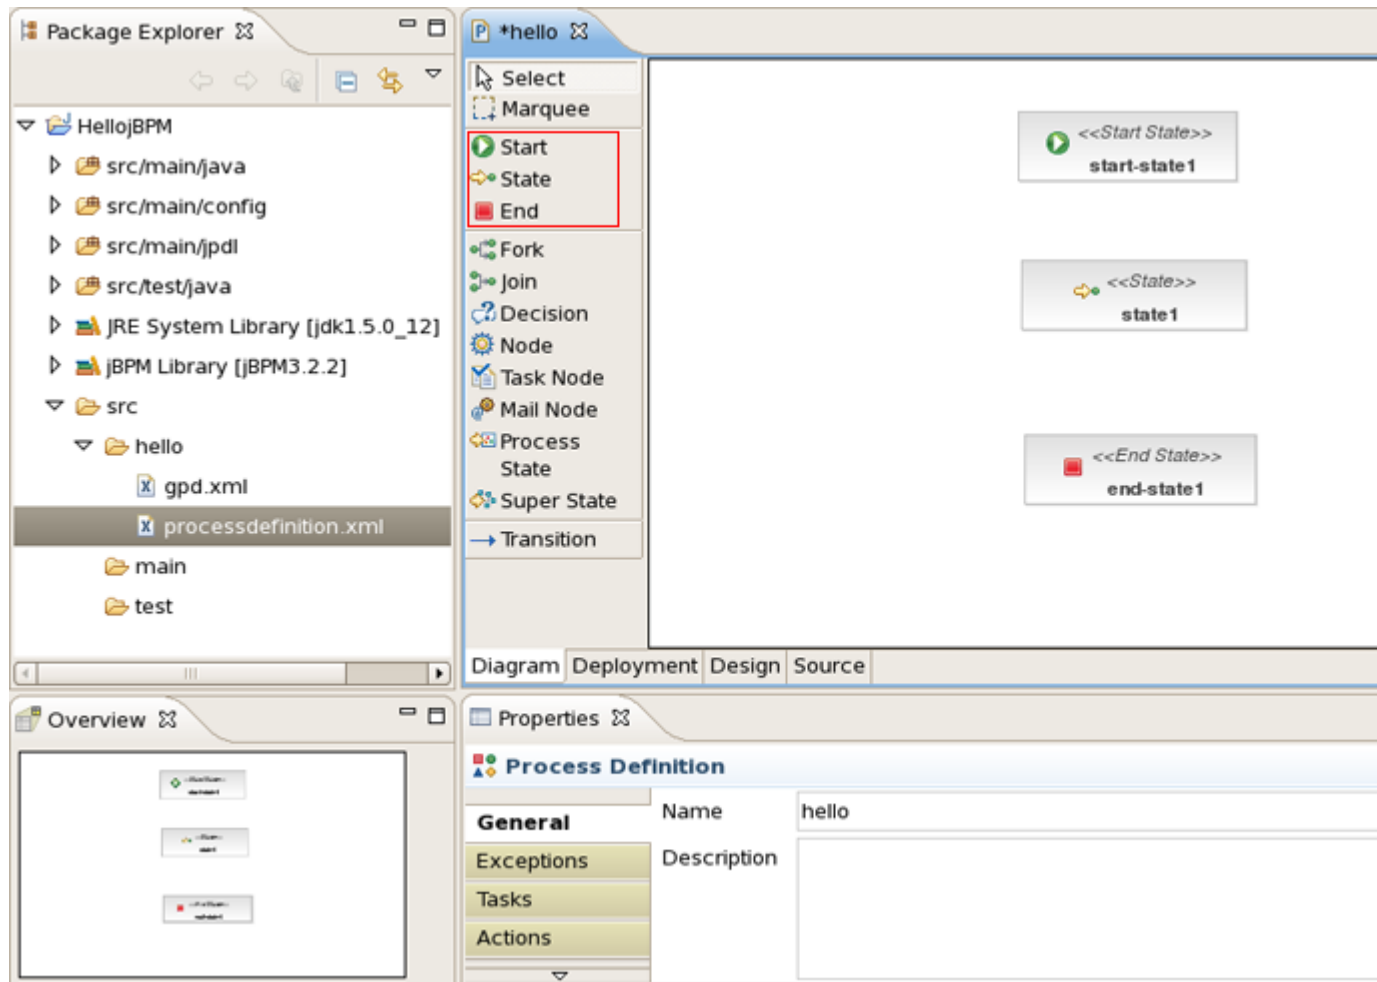 Package Explorer
HellojBPM
src/main/java
src/main/config
src/main/jpdl
src/test/java
JRE System Library [jdk1.5.0_12]
jBPM Library [jBPM3.2.2]
src
hello
gpd.xml
processdefinition.xml
main
test
*hello
Select
Marquee
Start
State
End
Fork
Join
Decision
Node
Task Node
Mail Node
Process
State
Super State
Transition
<<Start State>>
start-state1
<<State>>
state1
<<End State>>
end-state1
Diagram Deployment Design Source
Overview
Properties
Process Definition
General
Exceptions
Tasks
Actions
Name hello
Description